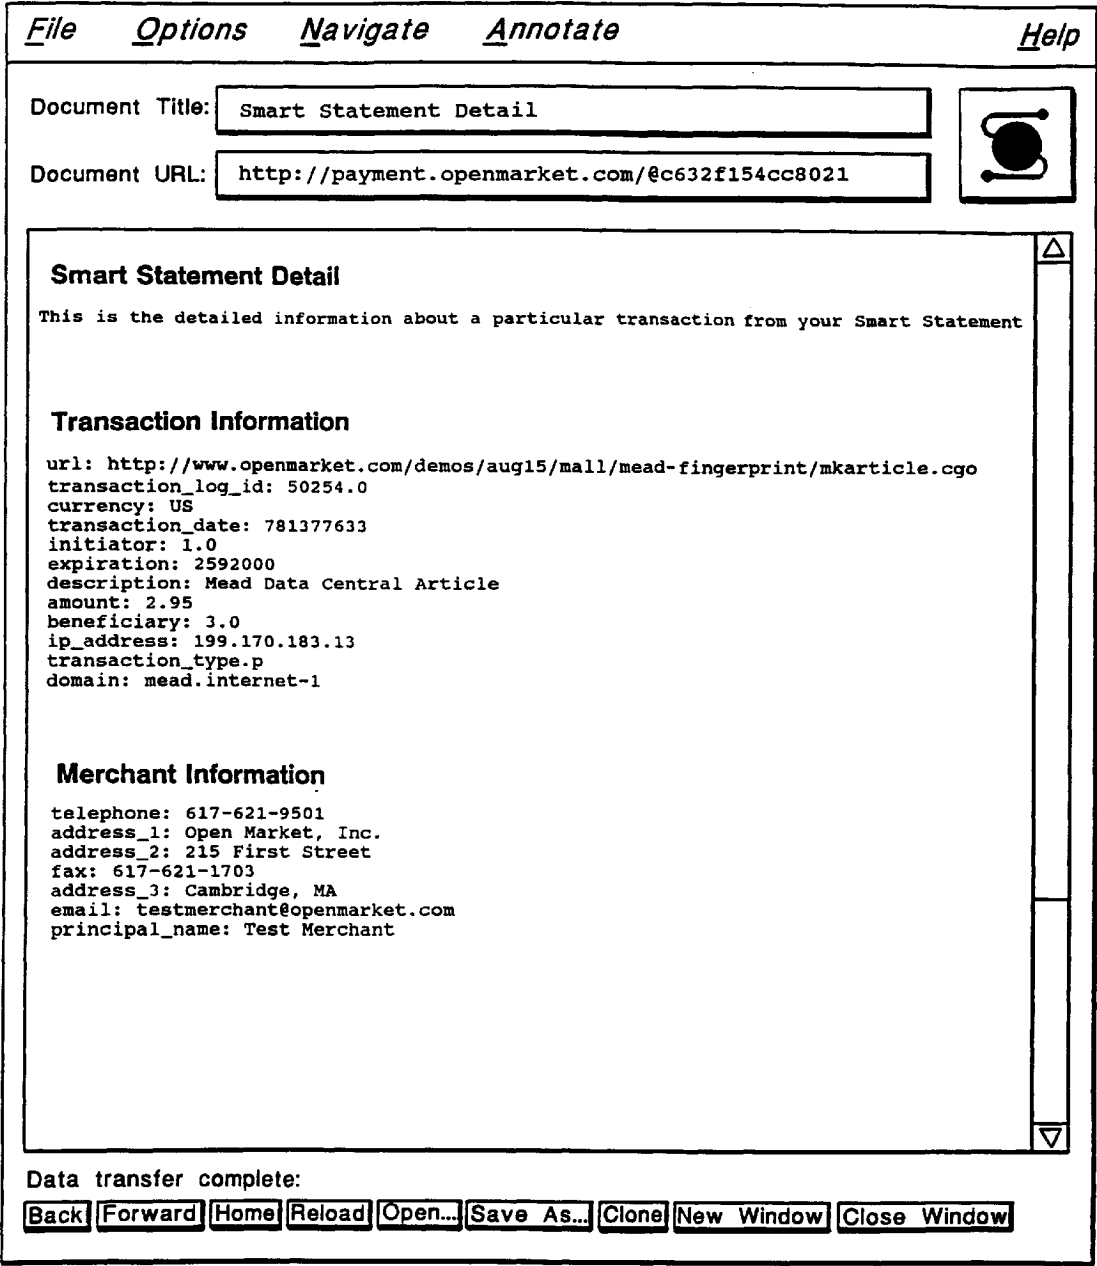 File Options Navigate Annotate Help
Document Title: Smart Statement Detail
Document URL: http://payment.openmarket.com/@c632f154cc8021
Smart Statement Detail
This is the detailed information about a particular transaction from your Smart Statement
Transaction Information
url: http://www.openmarket.com/demos/aug15/mall/mead-fingerprint/mkarticle.cgo
transaction_log_id: 50254.0
currency: US
transaction_date: 781377633
initiator: 1.0
expiration: 2592000
description: Mead Data Central Article
amount: 2.95
beneficiary: 3.0
ip_address: 199.170.183.13
transaction_type.p
domain: mead.internet-1
Merchant Information
telephone: 617-621-9501
address_1: Open Market, Inc.
address_2: 215 First Street
fax: 617-621-1703
address_3: Cambridge, MA
email: testmerchant@openmarket.com
principal_name: Test Merchant
Data transfer complete:
Back Forward Home Reload Open... Save As... Clone New Window Close Window